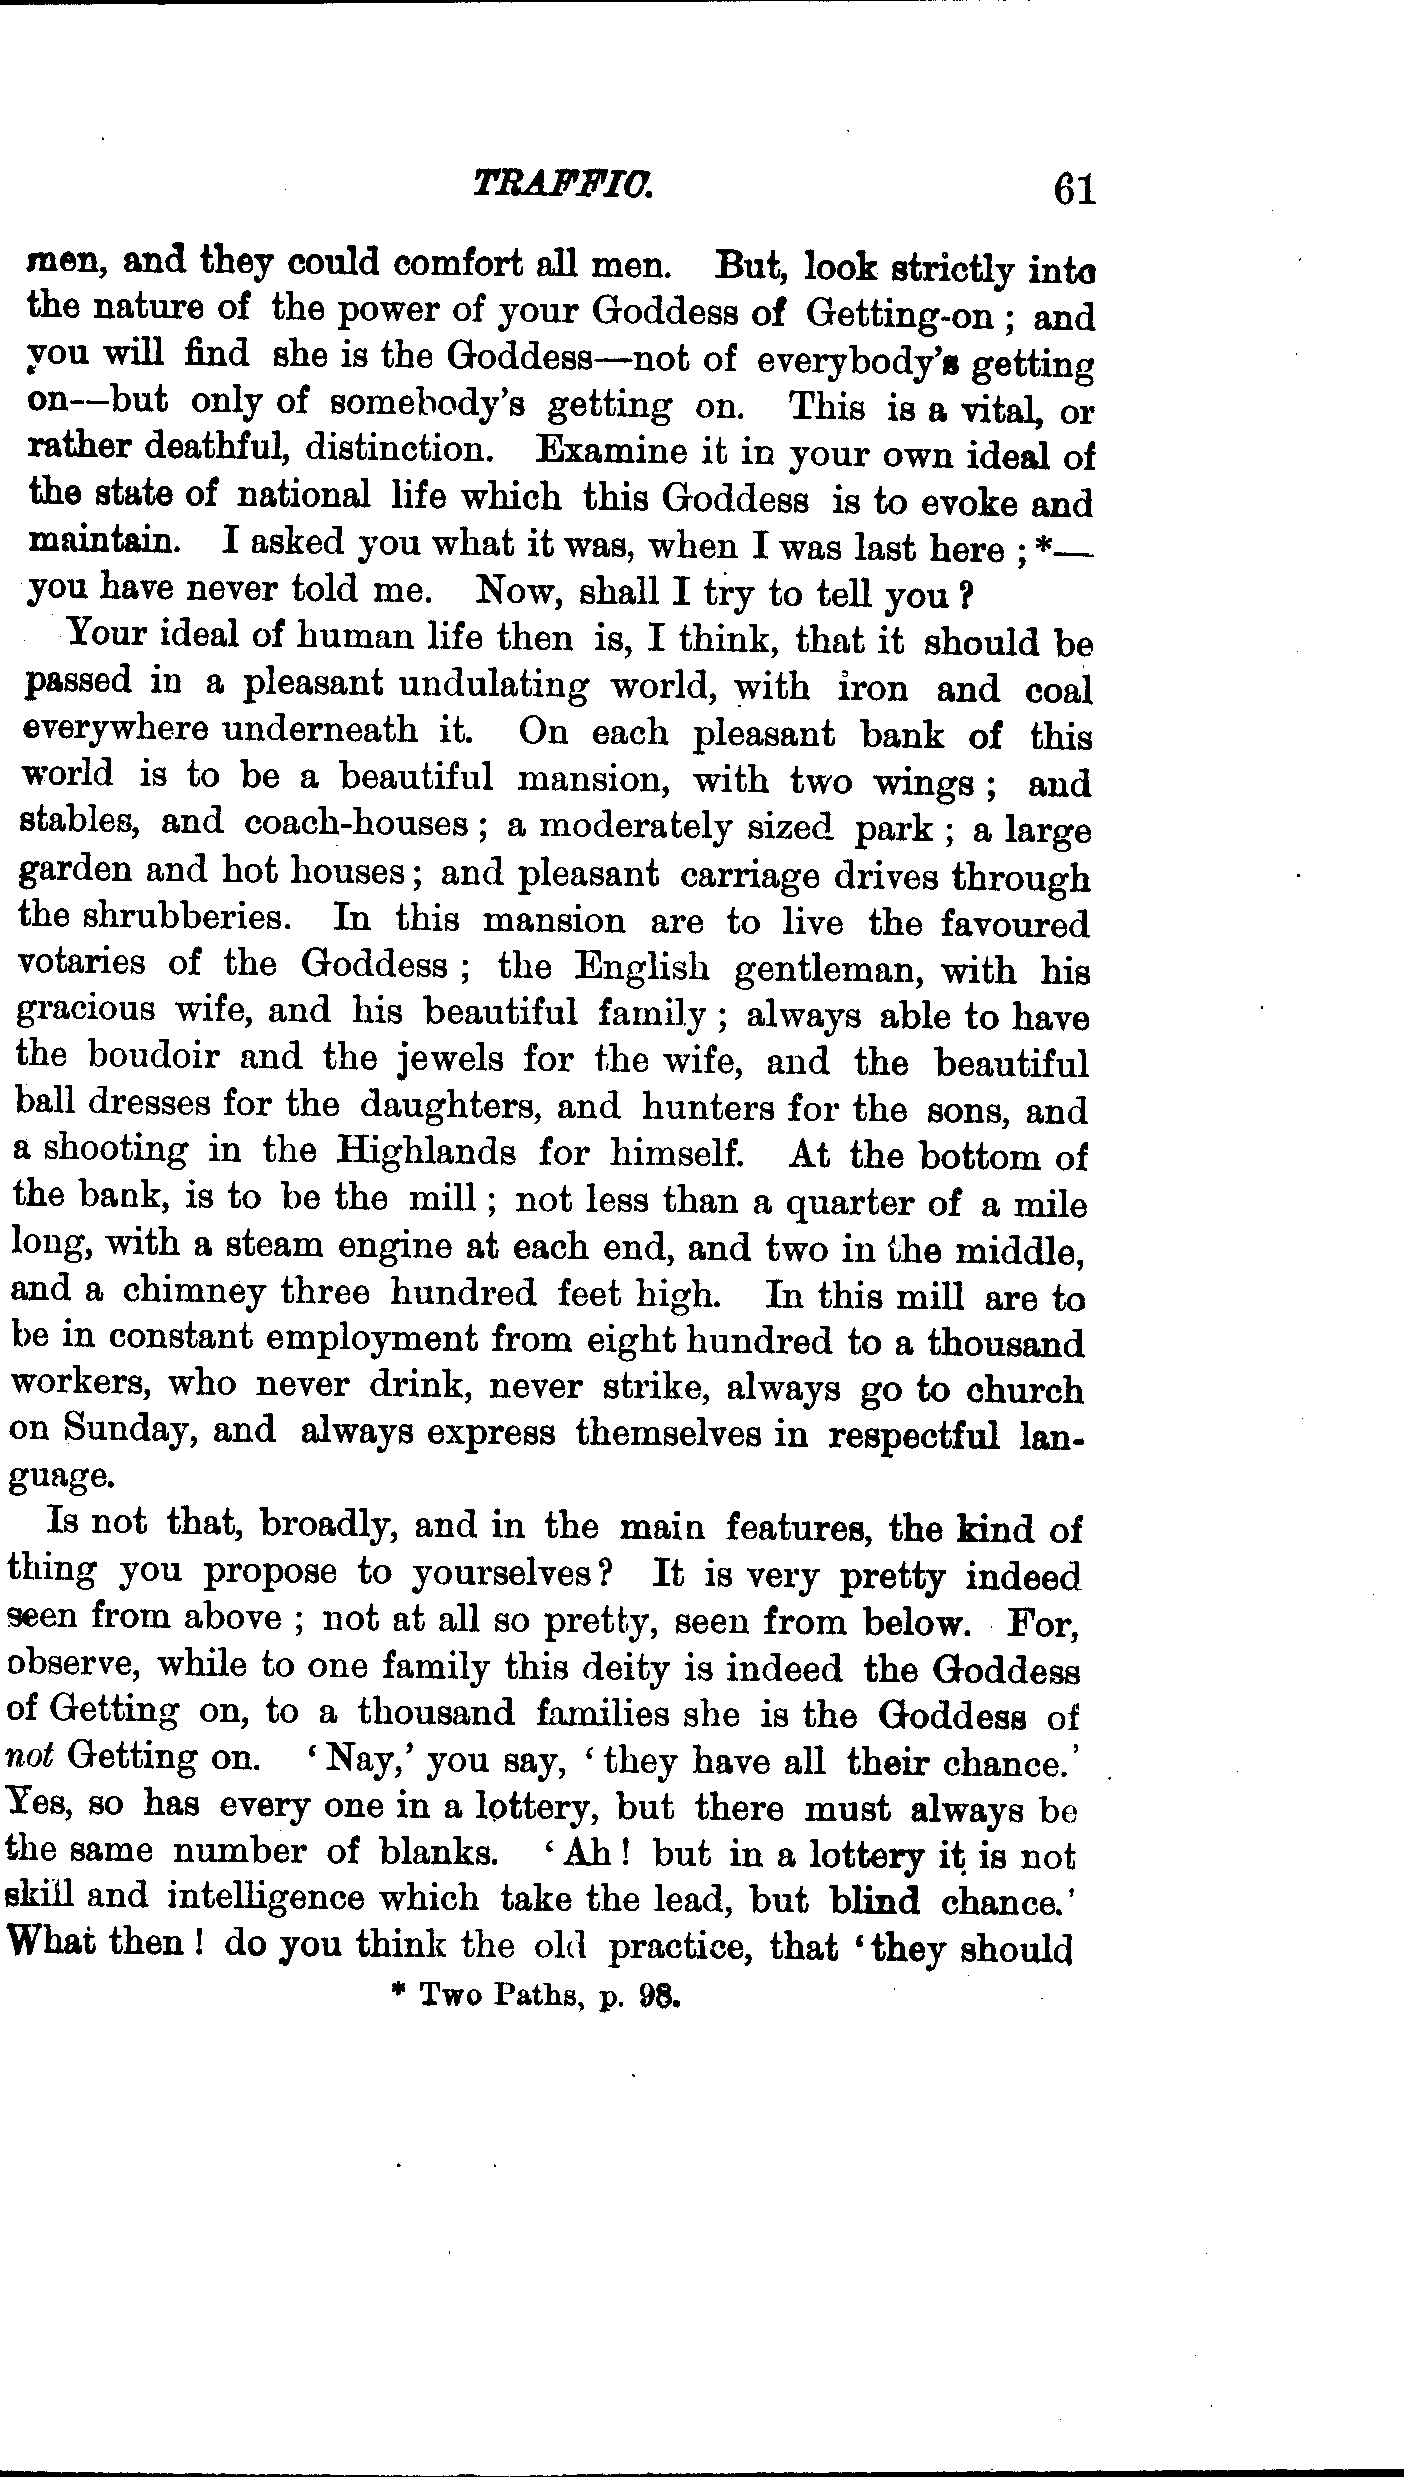 TRAFFIC. 61
men, and they could comfort all men. But, look strictly into
the nature of the power of your Goddess of Getting-on ; and
you will find she is the Goddess—not of everybody's getting
on—but only of somebody's getting on. This is a vital, or
rather deathful, distinction. Examine it in your own ideal of
the state of national life which this Goddess is to evoke and
maintain. I asked you what it was, when I was last here ; *—
you have never told me. Now, shall I try to tell you ?
Your ideal of human life then is, I think, that it should be
passed in a pleasant undulating world, with iron and coal
everywhere underneath it. On each pleasant bank of this
world is to be a beautiful mansion, with two wings ; and
stables, and coach-houses ; a moderately sized park ; a large
garden and hot houses ; and pleasant carriage drives through
the shrubberies. In this mansion are to live the favoured
votaries of the Goddess ; the English gentleman, with his
gracious wife, and his beautiful family ; always able to have
the boudoir and the jewels for the wife, and the beautiful
ball dresses for the daughters, and hunters for the sons, and
a shooting in the Highlands for himself. At the bottom of
the bank, is to be the mill ; not less than a quarter of a mile
long, with a steam engine at each end, and two in the middle,
and a chimney three hundred feet high. In this mill are to
be in constant employment from eight hundred to a thousand
workers, who never drink, never strike, always go to church
on Sunday, and always express themselves in respectful lan-
guage.
Is not that, broadly, and in the main features, the kind of
thing you propose to yourselves? It is very pretty indeed
seen from above ; not at all so pretty, seen from below. For,
observe, while to one family this deity is indeed the Goddess
of Getting on, to a thousand families she is the Goddess of
not Getting on. ‘Nay,’ you say, ‘they have all their chance.’
Yes, so has every one in a lottery, but there must always be
the same number of blanks. ‘Ah ! but in a lottery it is not
skill and intelligence which take the lead, but blind chance.’
What then ! do you think the old practice, that ‘they should
* Two Paths, p. 98.